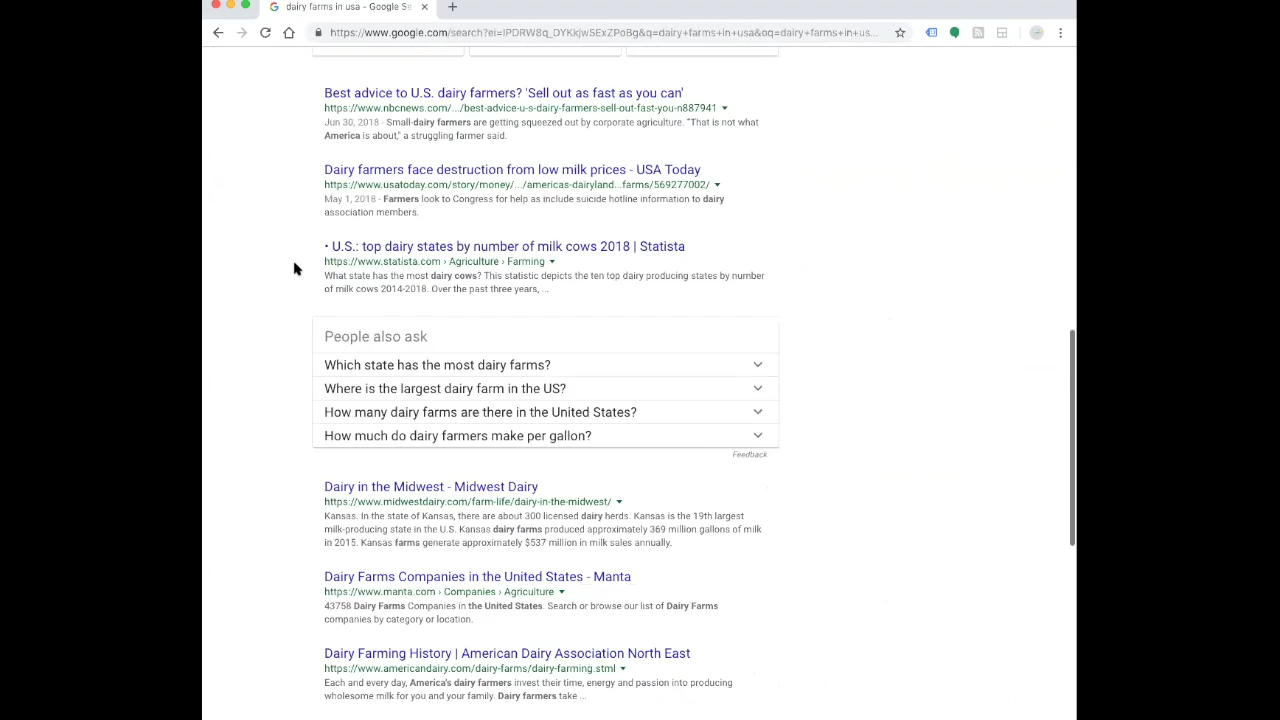 dairy farms in usa - Google Se
https://www.google.com/search?ei=IPDRW8q_DYKkjwSExZPoBg&q=dairy+farms+in+usa&oq=dairy+farms+in+us...
Best advice to U.S. dairy farmers? 'Sell out as fast as you can'
https://www.nbcnews.com/.../best-advice-u-s-dairy-farmers-sell-out-fast-you-n887941
Jun 30, 2018 - Small-dairy farmers are getting squeezed out by corporate agriculture. "That is not what
America is about," a struggling farmer said.
Dairy farmers face destruction from low milk prices - USA Today
https://www.usatoday.com/story/money/.../americas-dairyland...farms/569277002/
May 1, 2018 - Farmers look to Congress for help as include suicide hotline information to dairy
association members.
• U.S.: top dairy states by number of milk cows 2018 | Statista
https://www.statista.com › Agriculture › Farming
What state has the most dairy cows? This statistic depicts the ten top dairy producing states by number
of milk cows 2014-2018. Over the past three years, ...
People also ask
Which state has the most dairy farms?
Where is the largest dairy farm in the US?
How many dairy farms are there in the United States?
How much do dairy farmers make per gallon?
Feedback
Dairy in the Midwest - Midwest Dairy
https://www.midwestdairy.com/farm-life/dairy-in-the-midwest/
Kansas. In the state of Kansas, there are about 300 licensed dairy herds. Kansas is the 19th largest
milk-producing state in the U.S. Kansas dairy farms produced approximately 369 million gallons of milk
in 2015. Kansas farms generate approximately $537 million in milk sales annually.
Dairy Farms Companies in the United States - Manta
https://www.manta.com › Companies › Agriculture
43758 Dairy Farms Companies in the United States. Search or browse our list of Dairy Farms
companies by category or location.
Dairy Farming History | American Dairy Association North East
https://www.americandairy.com/dairy-farms/dairy-farming.stml
Each and every day, America's dairy farmers invest their time, energy and passion into producing
wholesome milk for you and your family. Dairy farmers take ...